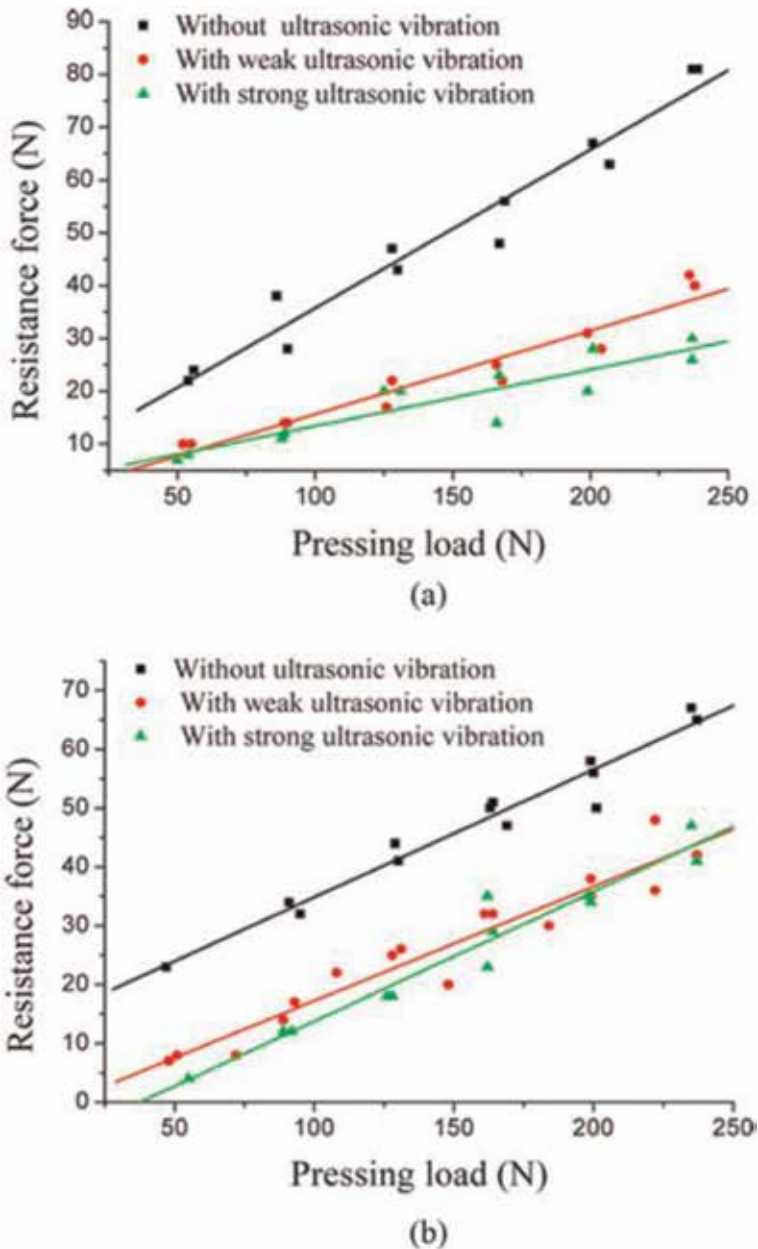 90
80
70
60
50
40
30
20
10
Resistance force (N)
Without ultrasonic vibration
With weak ultrasonic vibration
With strong ultrasonic vibration
50 100 150 200 250
Pressing load (N)
(a)
70
60
50
40
30
20
10
0
Resistance force (N)
Without ultrasonic vibration
With weak ultrasonic vibration
With strong ultrasonic vibration
50 100 150 200 250
Pressing load (N)
(b)